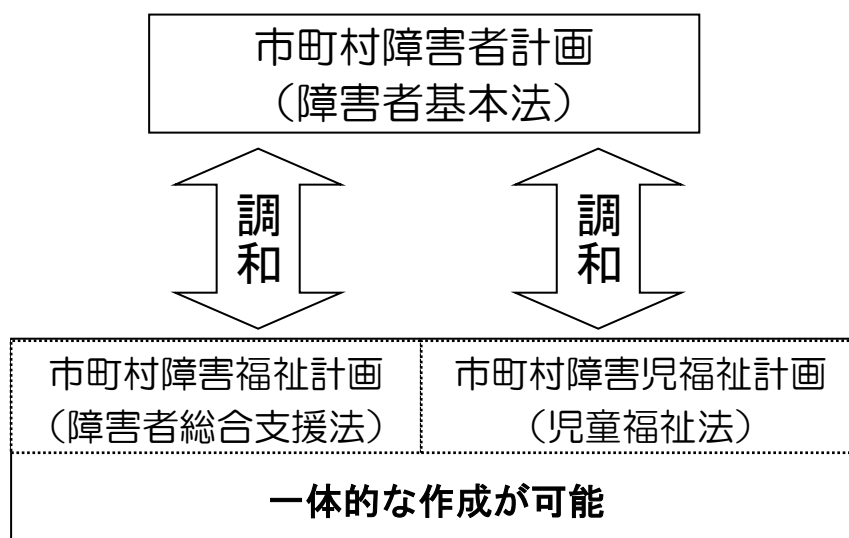 市町村障害者計画
（障害者基本法）
調和
調和
市町村障害福祉計画
（障害者総合支援法）
市町村障害児福祉計画
（児童福祉法）
一体的な作成が可能